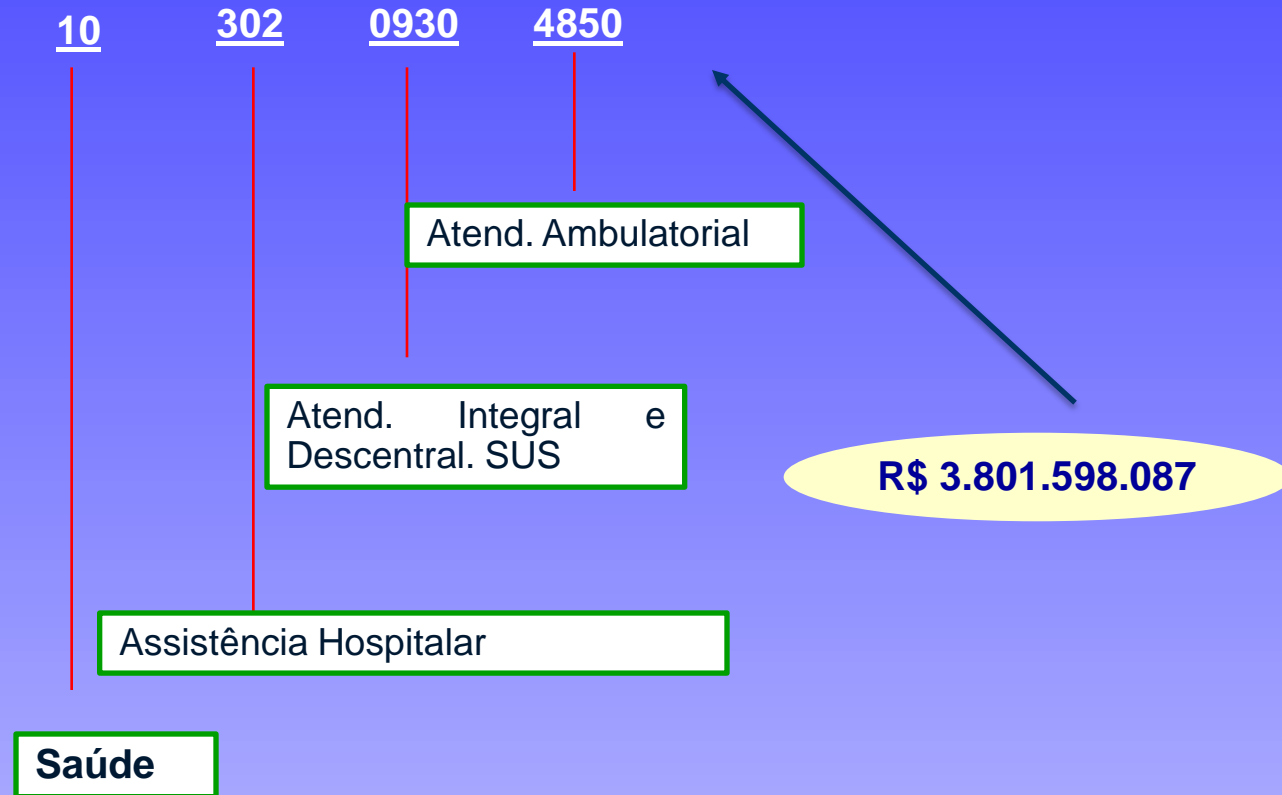 10 302 0930 4850
Atend. Ambulatorial
Atend. Integral e
Descentral. SUS
R$ 3.801.598.087
Assistência Hospitalar
Saúde